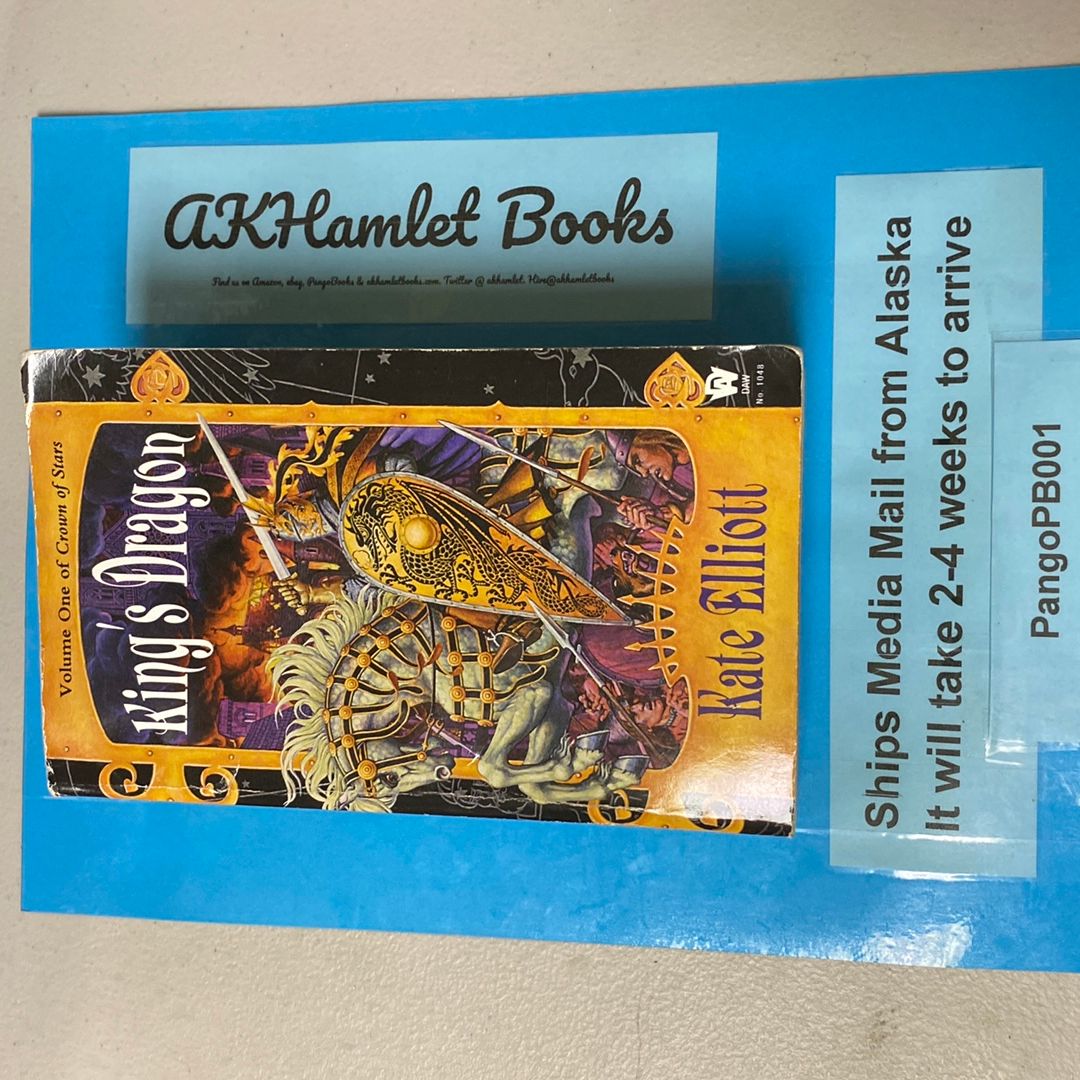 AKHamlet Books
Find us on Amazon, ebay, PangoBooks & akhamletbooks.com. Twitter @ akhamlet. Hive@akhamletbooks
Volume One of Crown of Stars
King's Dragon
Kate Elliott
DAW
DAW
No 1048
Ships Media Mail from Alaska
It will take 2-4 weeks to arrive
PangoPB001